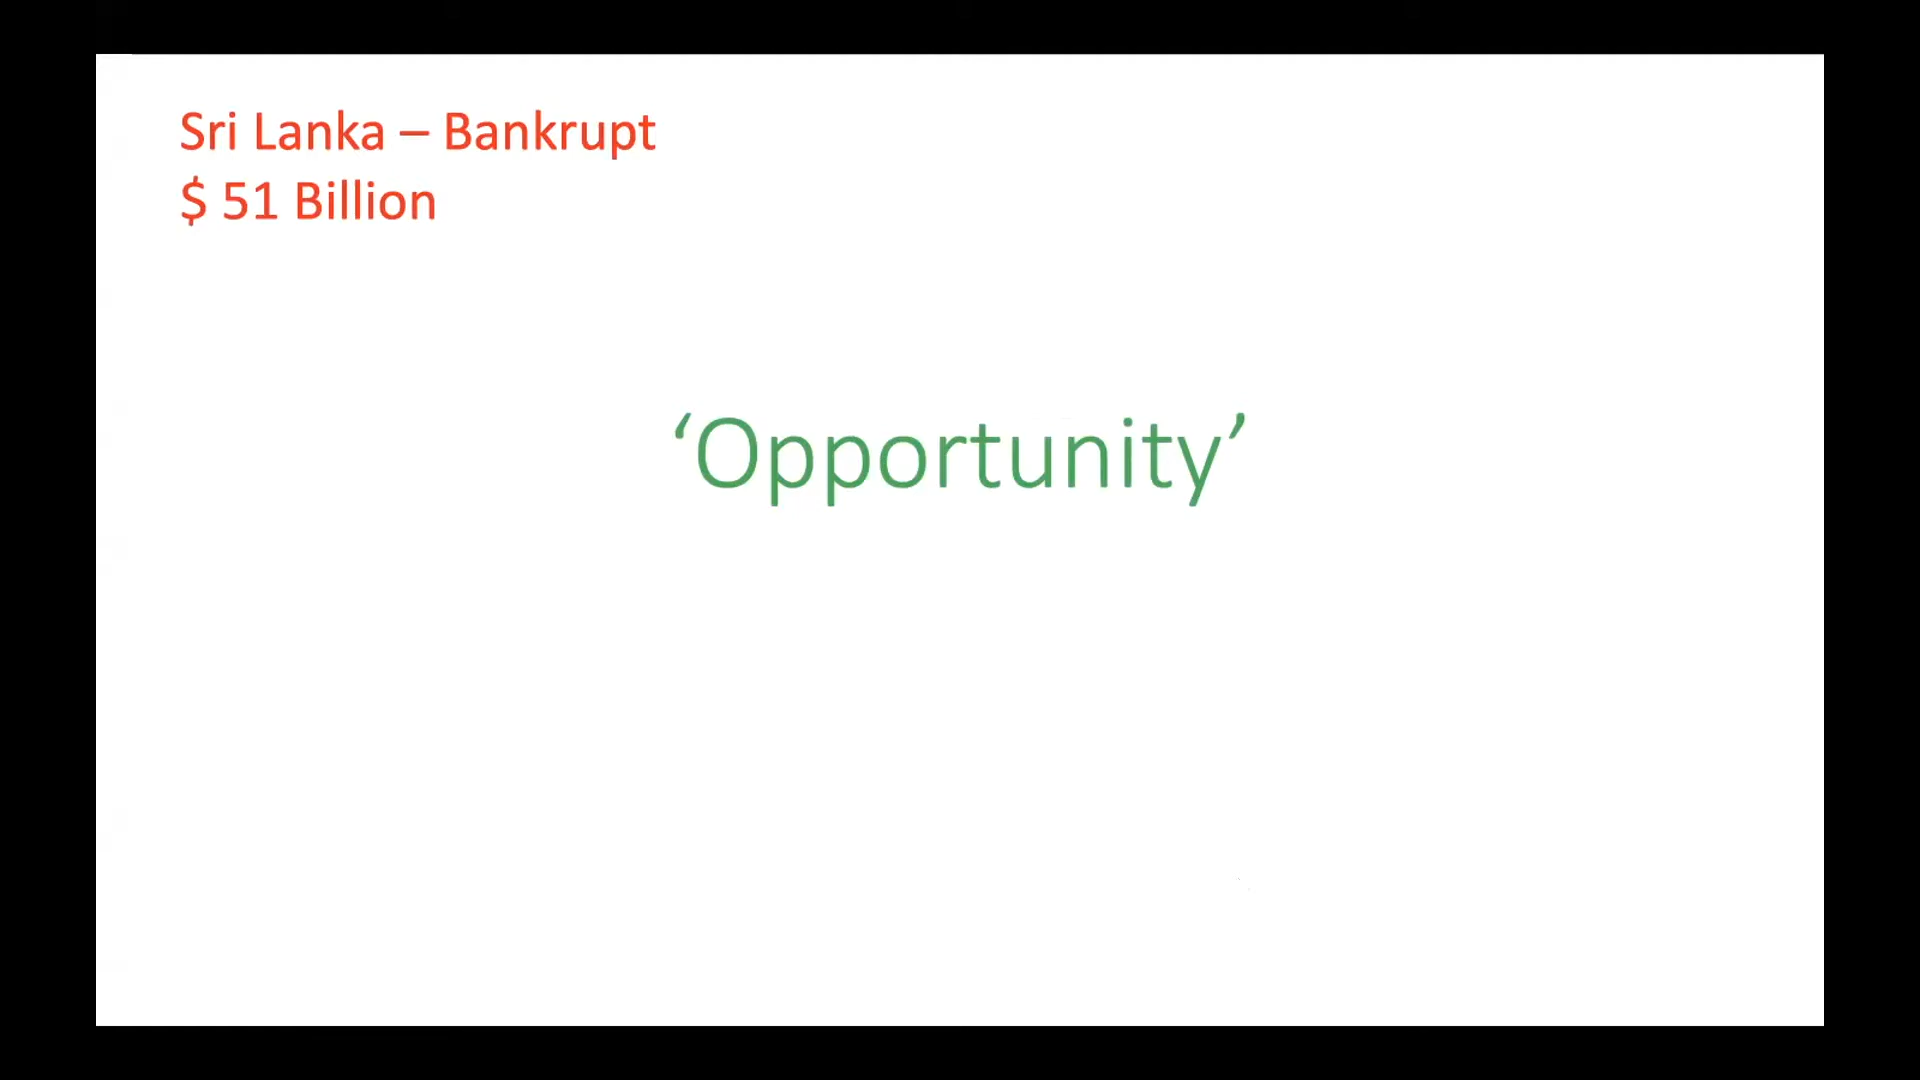 Sri Lanka – Bankrupt
$ 51 Billion
‘Opportunity’